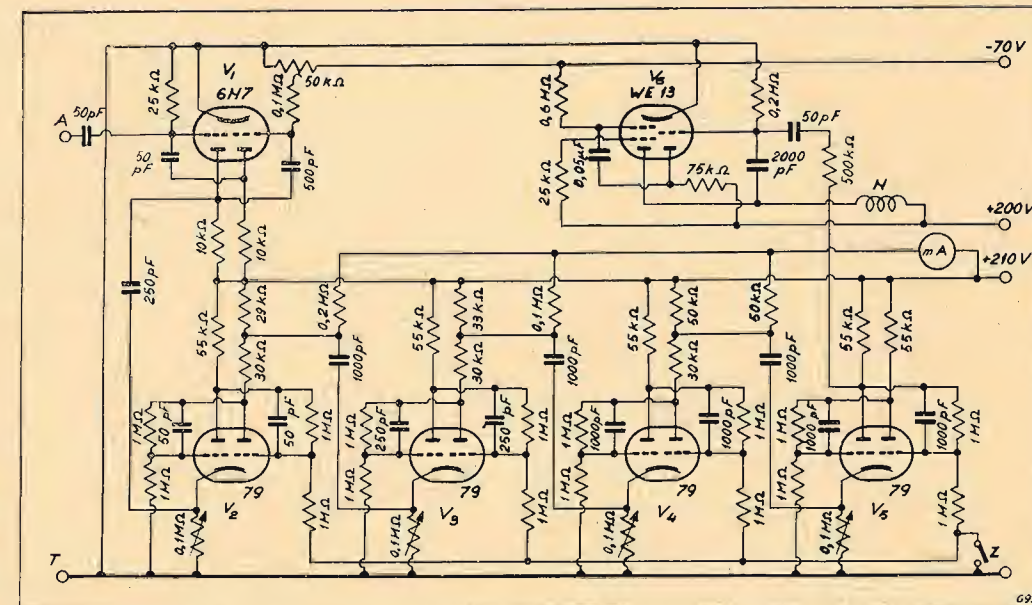 -70V
V1
6H7
50kΩ
V6
WE 13
25kΩ
0,1MΩ
0,6MΩ
0,2MΩ
50pF
A
50pF
50
pF
500pF
0,05µF
2000
pF
500kΩ
25kΩ
75kΩ
N
+200V
10kΩ
10kΩ
mA
+210V
250pF
55kΩ
29kΩ
30kΩ
0,2MΩ
1000pF
55kΩ
33kΩ
30kΩ
0,1MΩ
1000pF
55kΩ
50kΩ
30kΩ
60kΩ
1000pF
55kΩ
55kΩ
1MΩ
50pF
50pF
1MΩ
1MΩ
250pF
250pF
1MΩ
1MΩ
1000pF
1000pF
1MΩ
1MΩ
1000pF
1000pF
1MΩ
1MΩ
V2
79
1MΩ
1MΩ
V3
79
1MΩ
1MΩ
V4
79
1MΩ
1MΩ
V5
79
1MΩ
0,1MΩ
0,1MΩ
0,1MΩ
0,1MΩ
T
Z